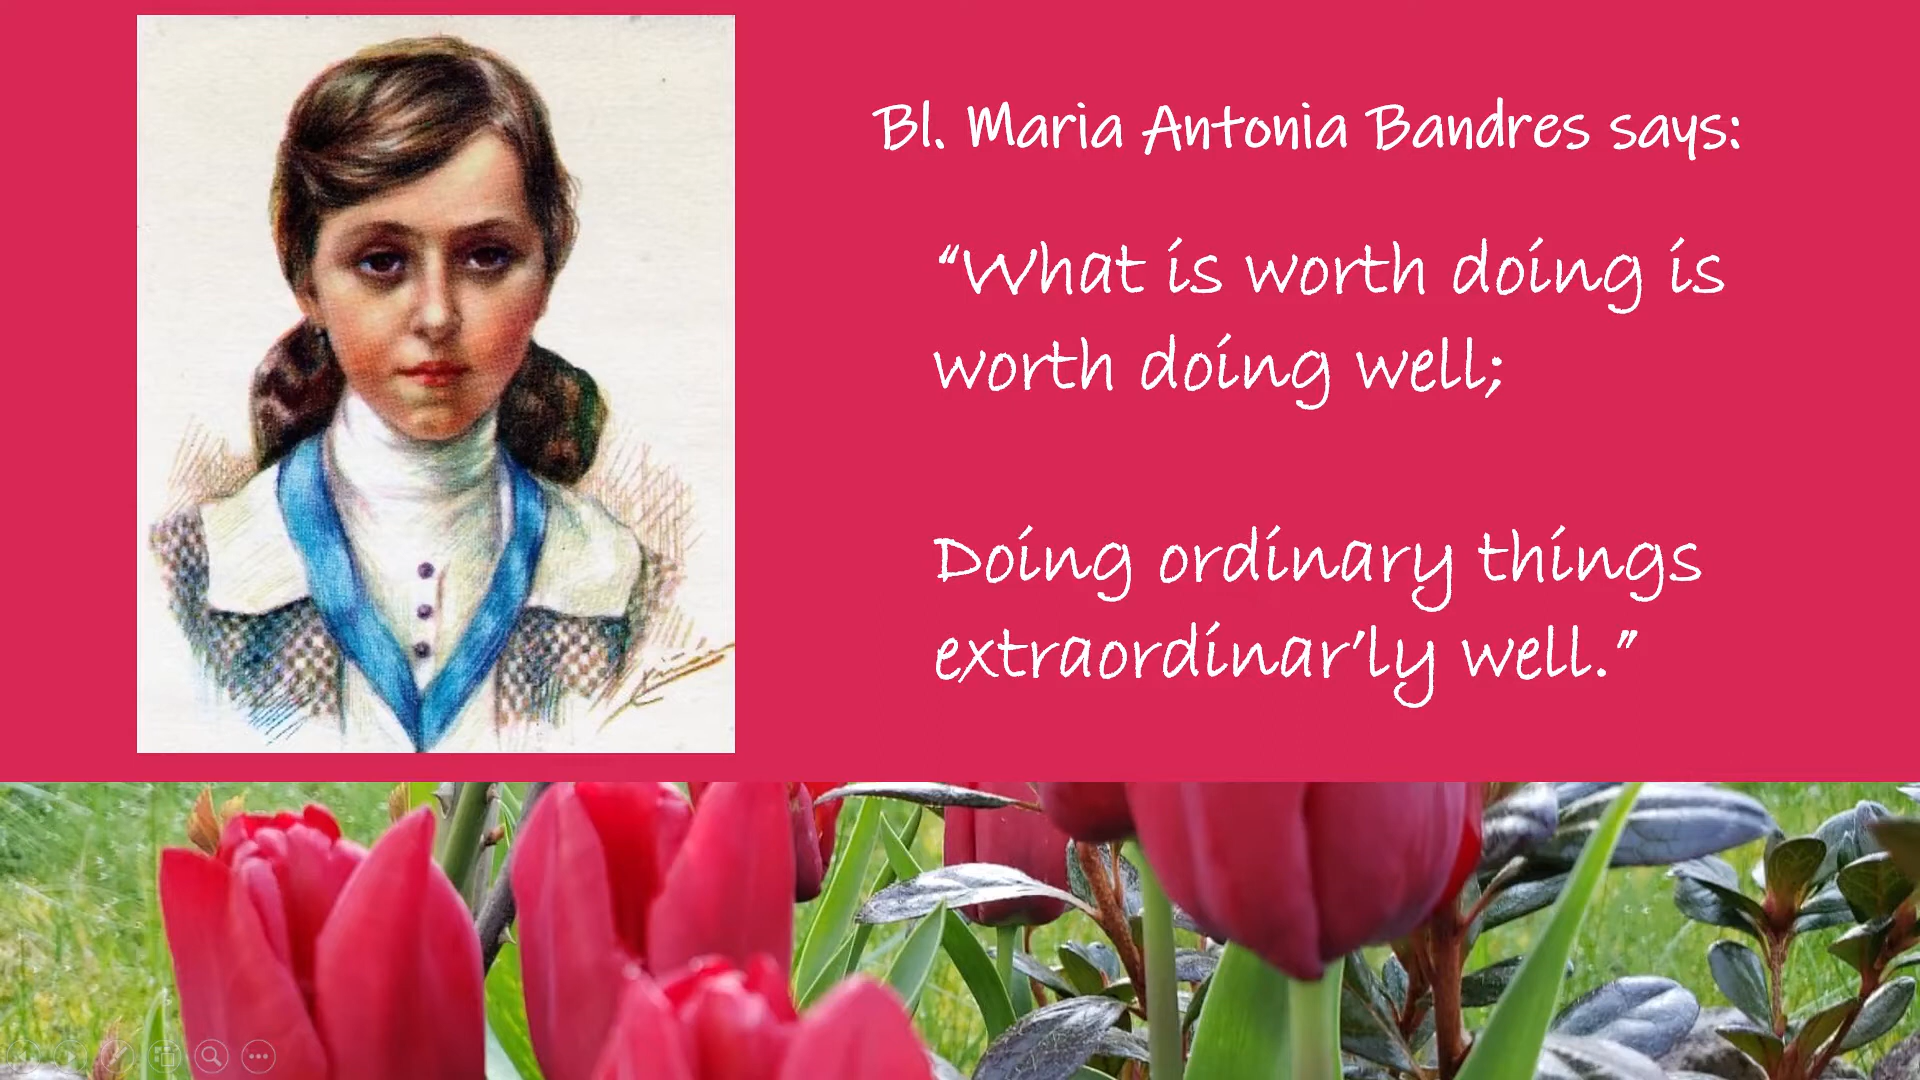 Bl. Maria Antonia Bandres says:
“What is worth doing is
worth doing well;
Doing ordinary things
extraordinar’ly well.”